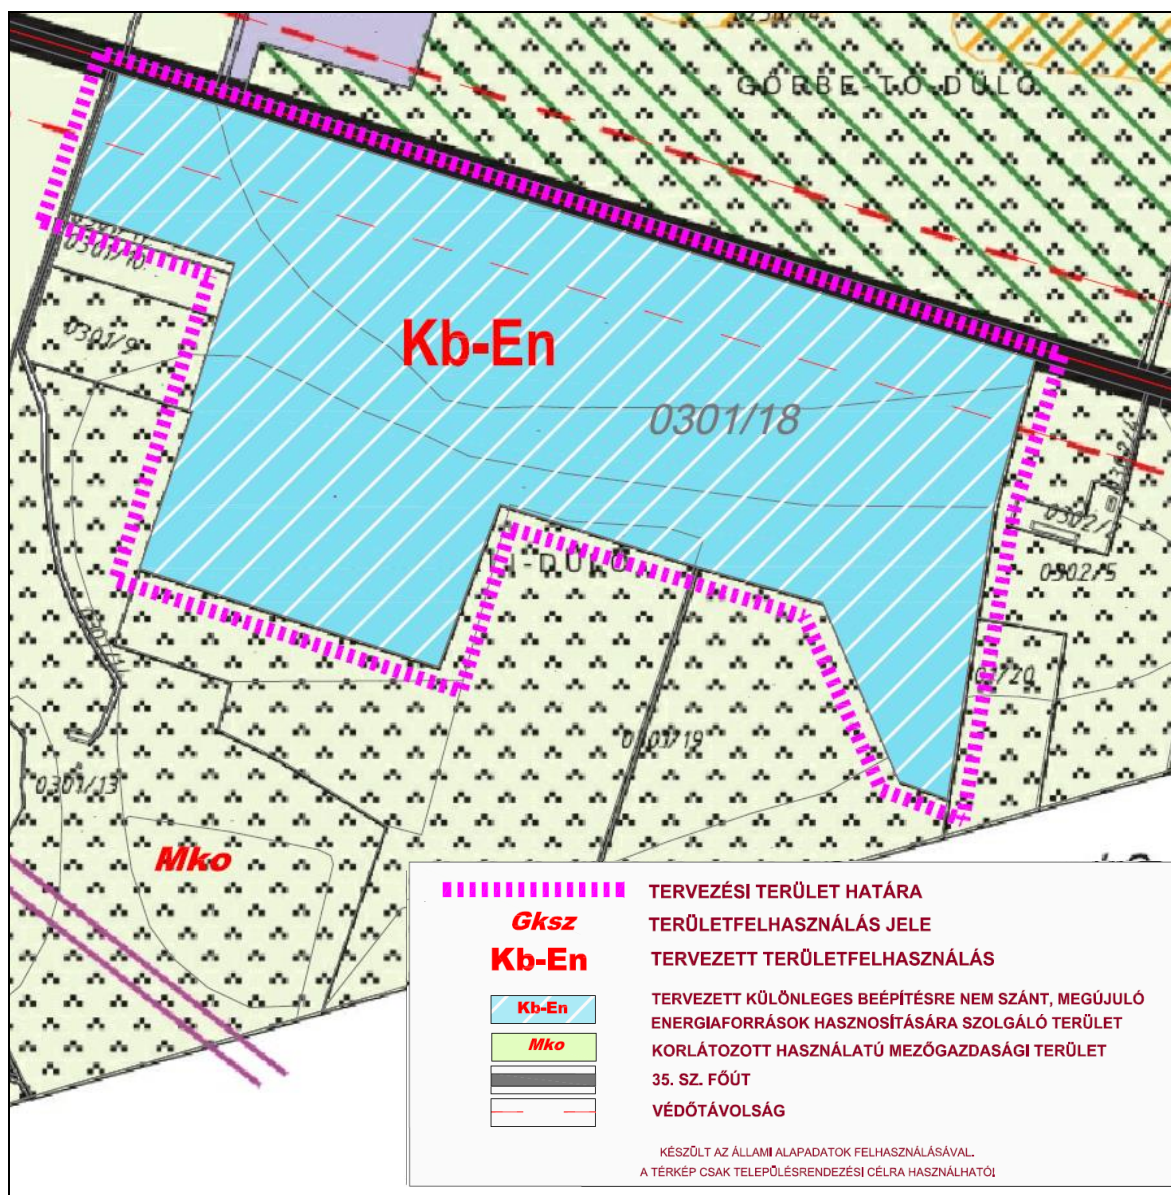 GÖRBE-TÓ DŰLŐ
0301/10
0301/9
Kb-En
0301/18
0302/5
0301/19
0301/13
Mko
TERVEZÉSI TERÜLET HATÁRA
Gksz TERÜLETFELHASZNÁLÁS JELE
Kb-En TERVEZETT TERÜLETFELHASZNÁLÁS
Kb-En TERVEZETT KÜLÖNLEGES BEÉPÍTÉSRE NEM SZÁNT, MEGÚJULÓ
ENERGIAFORRÁSOK HASZNOSÍTÁSÁRA SZOLGÁLÓ TERÜLET
Mko KORLÁTOZOTT HASZNÁLATÚ MEZŐGAZDASÁGI TERÜLET
35. SZ. FŐÚT
VÉDŐTÁVOLSÁG
KÉSZÜLT AZ ÁLLAMI ALAPADATOK FELHASZNÁLÁSÁVAL.
A TÉRKÉP CSAK TELEPÜLÉSRENDEZÉSI CÉLRA HASZNÁLHATÓ!